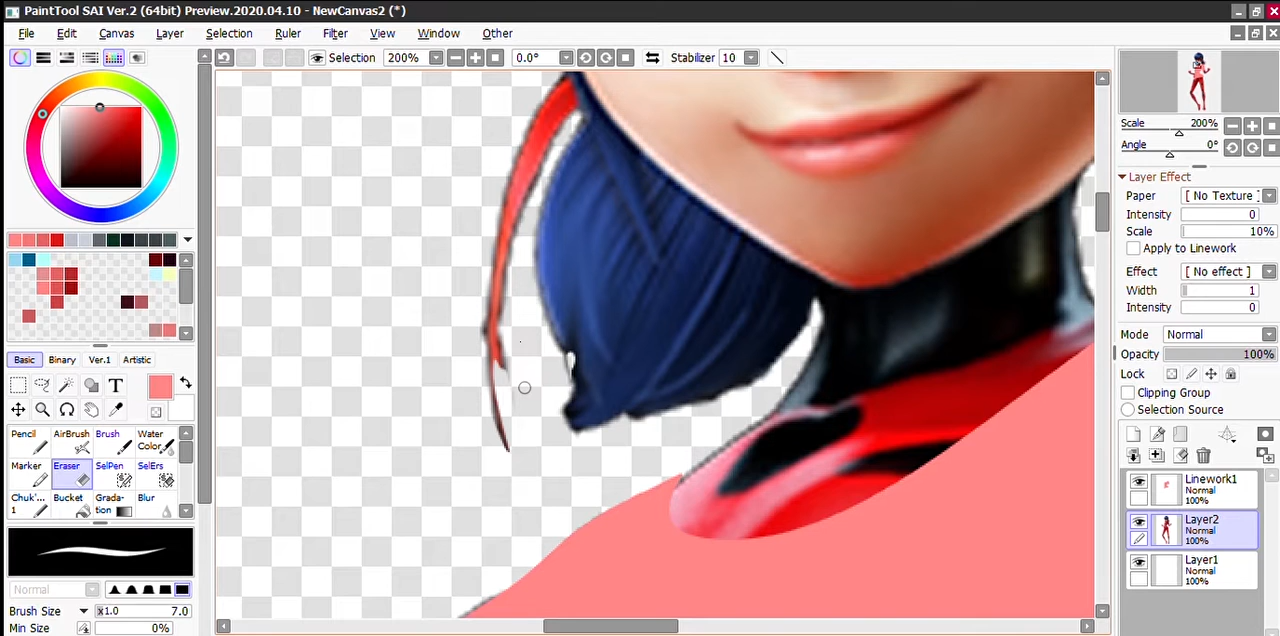 PaintTool SAI Ver.2 (64bit) Preview.2020.04.10 - NewCanvas2 (*)
File Edit Canvas Layer Selection Ruler Filter View Window Other
Selection 200% 0.0° Stabilizer 10
Scale 200%
Angle 0°
Layer Effect
Paper [ No Texture ]
Intensity 0
Scale 10%
Apply to Linework
Effect [ No effect ]
Width 1
Intensity 0
Mode Normal
Opacity 100%
Lock
Clipping Group
Selection Source
Linework1
Normal
100%
Layer2
Normal
100%
Layer1
Normal
100%
Basic Binary Ver.1 Artistic
T
Pencil AirBrush Brush Water
Color
Marker Eraser SelPen SelErs
Chuk'... Bucket Grada- Blur
1 tion
Normal
Brush Size x1.0 7.0
Min Size 0%